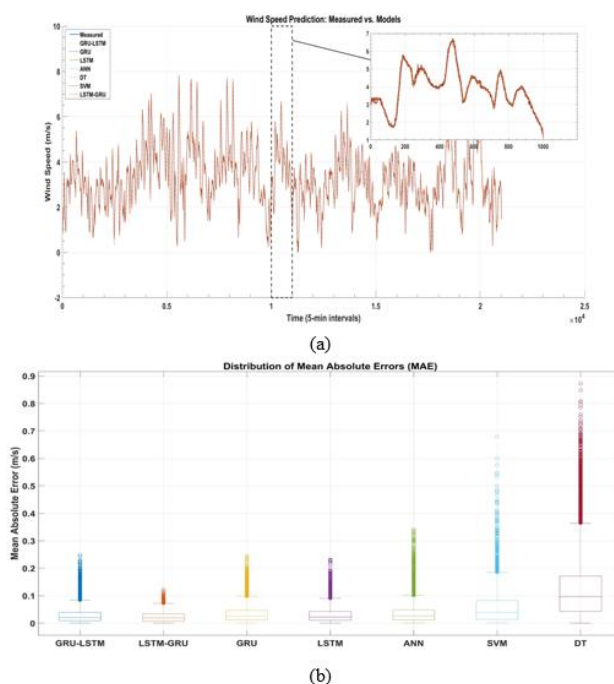 Wind Speed Prediction: Measured vs. Models
Measured
GRU-LSTM
GRU
LSTM
ANN
DT
SVM
LSTM-GRU
Wind Speed (m/s)
10
8
6
4
2
0
-2
0
0.5
1
1.5
2
2.5
×10⁴
Time (5-min intervals)
7
6
5
4
3
2
0
200
400
600
800
1000
(a)
Distribution of Mean Absolute Errors (MAE)
Mean Absolute Error (m/s)
0.9
0.8
0.7
0.6
0.5
0.4
0.3
0.2
0.1
0
GRU-LSTM
LSTM-GRU
GRU
LSTM
ANN
SVM
DT
(b)